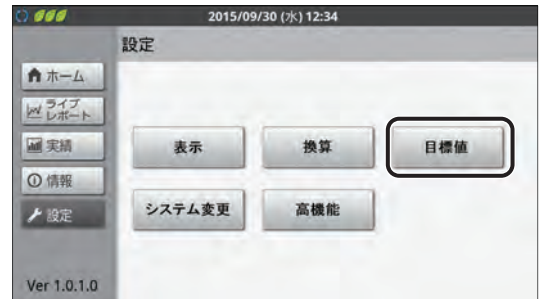 2015/09/30 (水) 12:34
設定
ホーム
ライブ
レポート
実績
情報
設定
表示
換算
目標値
システム変更
高機能
Ver 1.0.1.0